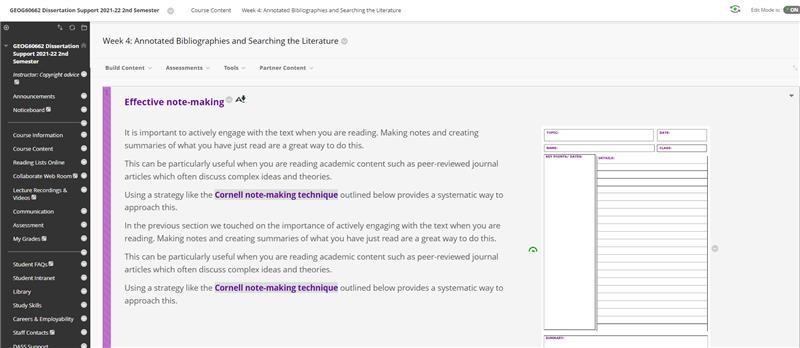 GEOG60662 Dissertation Support 2021-22 2nd Semester
Course Content
Week 4: Annotated Bibliographies and Searching the Literature
Edit Mode is:
ON
GEOG60662 Dissertation
Support 2021-22 2nd
Semester
Instructor: Copyright advice
Announcements
Noticeboard
Course Information
Course Content
Reading Lists Online
Collaborate Web Room
Lecture Recordings &
Videos
Communication
Assessment
My Grades
Student FAQs
Student Intranet
Library
Study Skills
Careers & Employability
Staff Contacts
DASS Support
Week 4: Annotated Bibliographies and Searching the Literature
Build Content
Assessments
Tools
Partner Content
Effective note-making
It is important to actively engage with the text when you are reading. Making notes and creating
summaries of what you have just read are a great way to do this.
This can be particularly useful when you are reading academic content such as peer-reviewed journal
articles which often discuss complex ideas and theories.
Using a strategy like the Cornell note-making technique outlined below provides a systematic way to
approach this.
In the previous section we touched on the importance of actively engaging with the text when you are
reading. Making notes and creating summaries of what you have just read are a great way to do this.
This can be particularly useful when you are reading academic content such as peer-reviewed journal
articles which often discuss complex ideas and theories.
Using a strategy like the Cornell note-making technique outlined below provides a systematic way to
approach this.
TOPIC:
DATE:
NAME:
CLASS:
KEY POINTS/ DATES:
DETAILS:
SUMMARY: